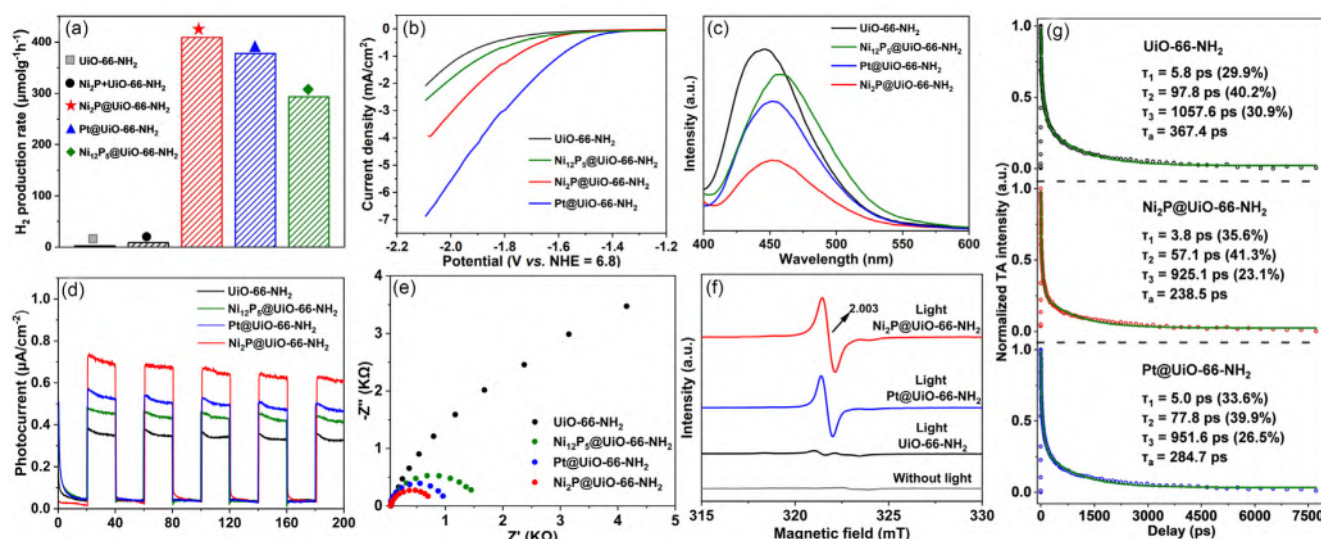 (a)
H₂ production rate (μmolg⁻¹h⁻¹)
400
300
200
100
0
UiO-66-NH₂
Ni₂P+UiO-66-NH₂
Ni₂P@UiO-66-NH₂
Pt@UiO-66-NH₂
Ni₁₂P₅@UiO-66-NH₂
(b)
Current density (mA/cm²)
0
-1
-2
-3
-4
-5
-6
-7
UiO-66-NH₂
Ni₁₂P₅@UiO-66-NH₂
Ni₂P@UiO-66-NH₂
Pt@UiO-66-NH₂
-2.2 -2.0 -1.8 -1.6 -1.4 -1.2
Potential (V vs. NHE = 6.8)
(c)
Intensity (a.u.)
UiO-66-NH₂
Ni₁₂P₅@UiO-66-NH₂
Pt@UiO-66-NH₂
Ni₂P@UiO-66-NH₂
400 450 500 550 600
Wavelength (nm)
(d)
Photocurrent (μA/cm⁻²)
1.0
0.8
0.6
0.4
0.2
0.0
UiO-66-NH₂
Ni₁₂P₅@UiO-66-NH₂
Pt@UiO-66-NH₂
Ni₂P@UiO-66-NH₂
0 40 80 120 160 200
(e)
-Z'' (KΩ)
4
3
2
1
0
UiO-66-NH₂
Ni₁₂P₅@UiO-66-NH₂
Pt@UiO-66-NH₂
Ni₂P@UiO-66-NH₂
0 1 2 3 4 5
Z' (KΩ)
(f)
Intensity (a.u.)
2.003
Light
Ni₂P@UiO-66-NH₂
Light
Pt@UiO-66-NH₂
Light
UiO-66-NH₂
Without light
315 320 325 330
Magnetic field (mT)
(g)
Normalized TA intensity (a.u.)
1.0
0.5
0.0
UiO-66-NH₂
τ₁ = 5.8 ps (29.9%)
τ₂ = 97.8 ps (40.2%)
τ₃ = 1057.6 ps (30.9%)
τₐ = 367.4 ps
1.0
0.5
0.0
Ni₂P@UiO-66-NH₂
τ₁ = 3.8 ps (35.6%)
τ₂ = 57.1 ps (41.3%)
τ₃ = 925.1 ps (23.1%)
τₐ = 238.5 ps
1.0
0.5
0.0
Pt@UiO-66-NH₂
τ₁ = 5.0 ps (33.6%)
τ₂ = 77.8 ps (39.9%)
τ₃ = 951.6 ps (26.5%)
τₐ = 284.7 ps
0 1500 3000 4500 6000 7500
Delay (ps)